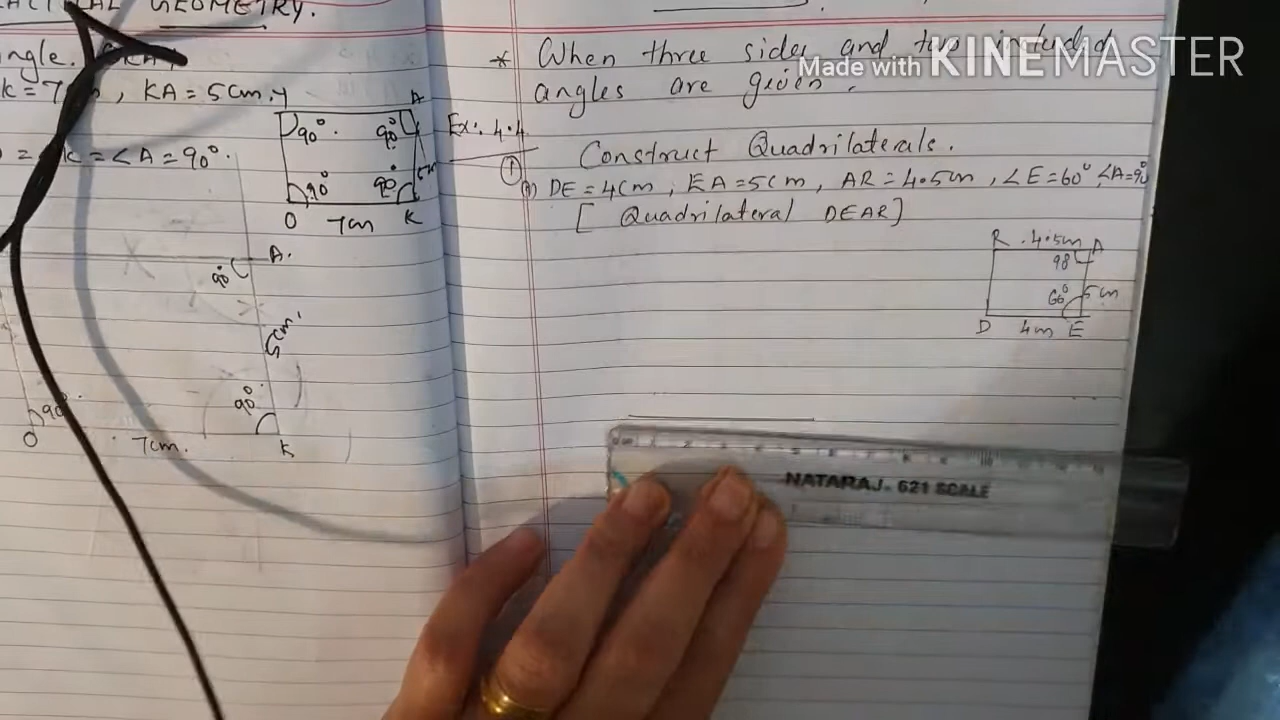 GEOMETRY.
KA = 5cm,
= ∠K = ∠A = 90°.
90°. 90°
90° 90°
O 7cm K
A.
90°
5cm
90°
90°
O 7cm. K
* When three sides and two included
angles are given.
Ex: 4.4
Construct Quadrilaterals.
① DE = 4cm, EA = 5cm, AR = 4.5cm, ∠E = 60°, ∠A = 90°
[ Quadrilateral DEAR]
R 4.5cm A
60° 5cm
D 4cm E
NATARAJ 621 SCALE
Made with KINEMASTER